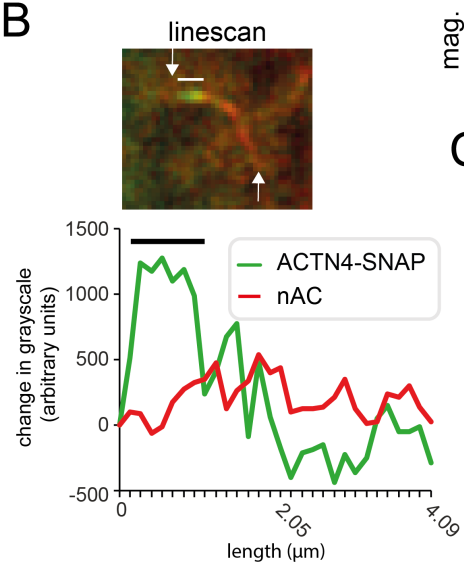 B
linescan
mag.
C
1500
1000
500
0
-500
change in grayscale
(arbitrary units)
ACTN4-SNAP
nAC
0
2.05
4.09
length (μm)